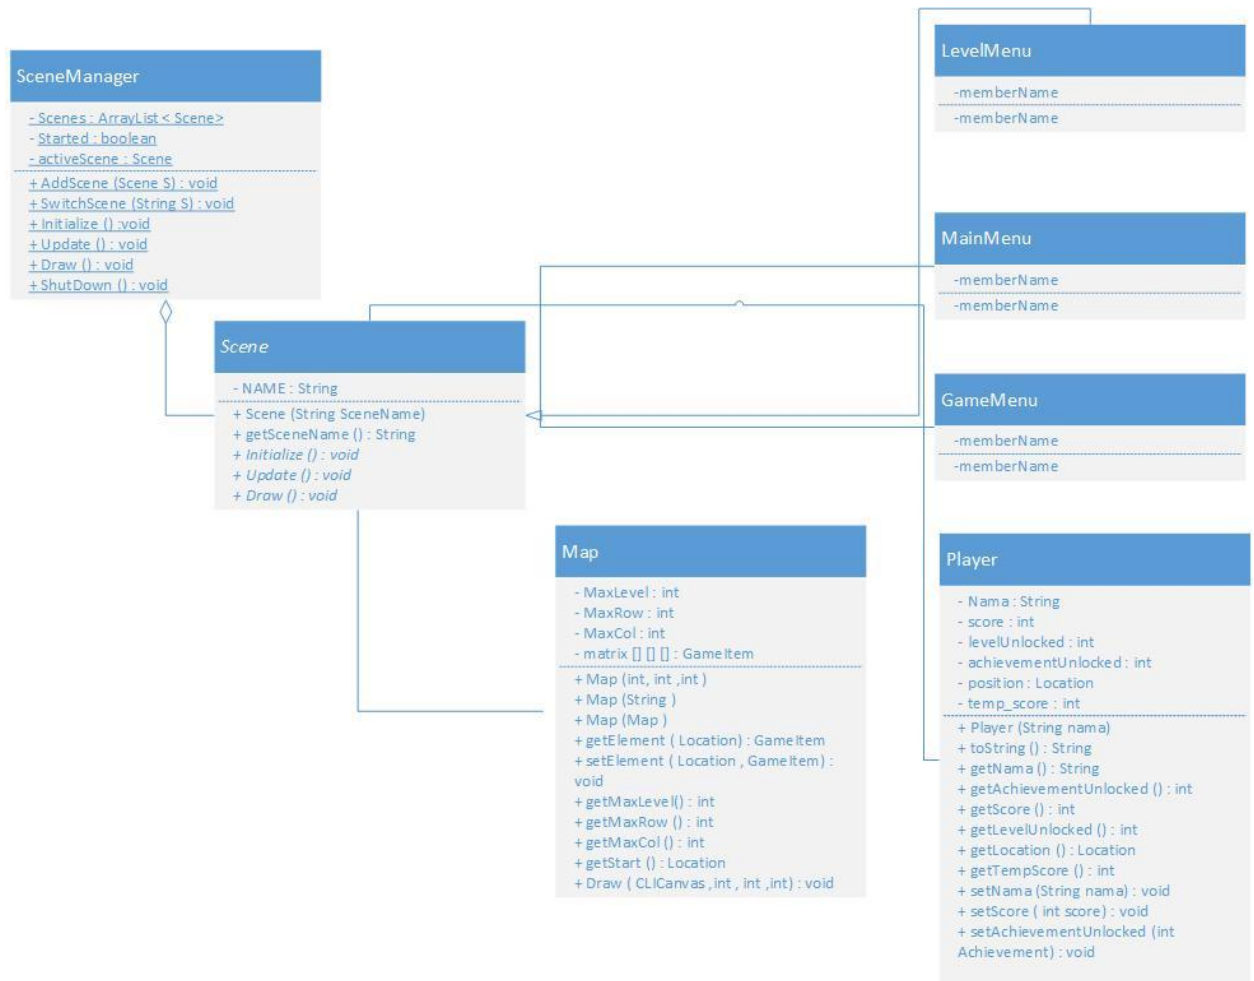 SceneManager
- Scenes : ArrayList < Scene>
- Started : boolean
- activeScene : Scene
+ AddScene (Scene S) : void
+ SwitchScene (String S) : void
+ Initialize () :void
+ Update () : void
+ Draw () : void
+ ShutDown () : void
Scene
- NAME : String
+ Scene (String SceneName)
+ getSceneName () : String
+ Initialize () : void
+ Update () : void
+ Draw () : void
LevelMenu
-memberName
-memberName
MainMenu
-memberName
-memberName
GameMenu
-memberName
-memberName
Map
- MaxLevel : int
- MaxRow : int
- MaxCol : int
- matrix [] [] [] : GameItem
+ Map (int, int ,int )
+ Map (String )
+ Map (Map )
+ getElement ( Location) : GameItem
+ setElement ( Location , GameItem) :
void
+ getMaxLevel() : int
+ getMaxRow () : int
+ getMaxCol () : int
+ getStart () : Location
+ Draw ( CLICanvas ,int , int ,int) : void
Player
- Nama : String
- score : int
- levelUnlocked : int
- achievementUnlocked : int
- position : Location
- temp_score : int
+ Player (String nama)
+ toString () : String
+ getNama () : String
+ getAchievementUnlocked () : int
+ getScore () : int
+ getLevelUnlocked () : int
+ getLocation () : Location
+ getTempScore () : int
+ setNama (String nama) : void
+ setScore ( int score) : void
+ setAchievementUnlocked (int
Achievement) : void